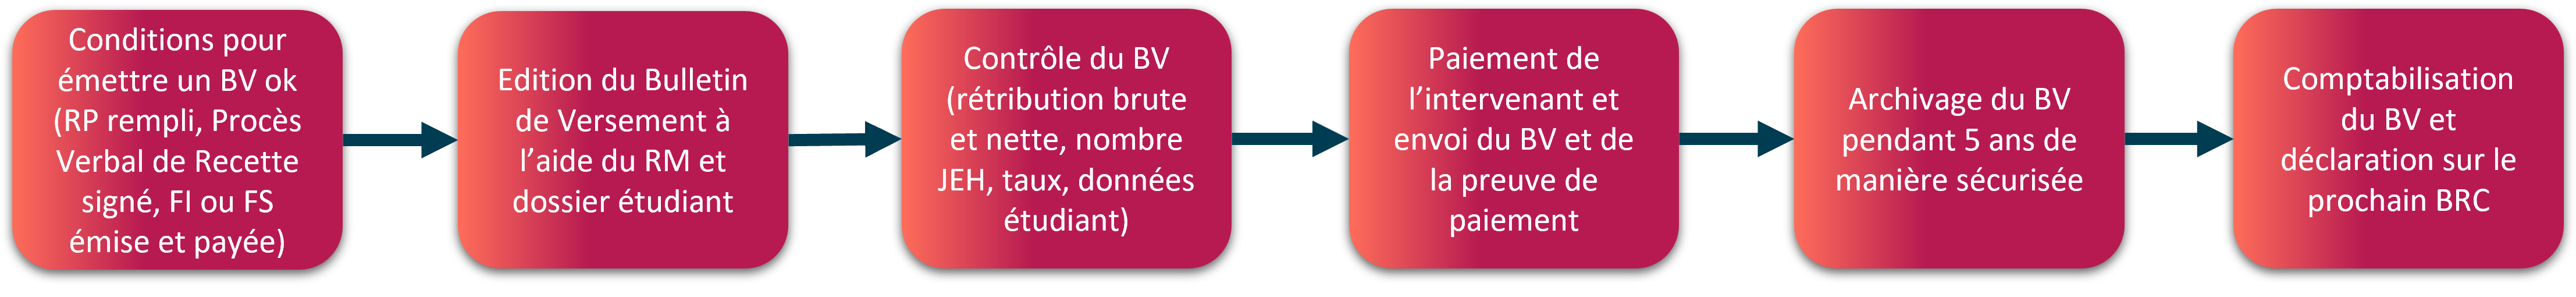 Conditions pour
émettre un BV ok
(RP rempli, Procès
Verbal de Recette
signé, FI ou FS
émise et payée)
Edition du Bulletin
de Versement à
l’aide du RM et
dossier étudiant
Contrôle du BV
(rétribution brute
et nette, nombre
JEH, taux, données
étudiant)
Paiement de
l’intervenant et
envoi du BV et de
la preuve de
paiement
Archivage du BV
pendant 5 ans de
manière sécurisée
Comptabilisation
du BV et
déclaration sur le
prochain BRC